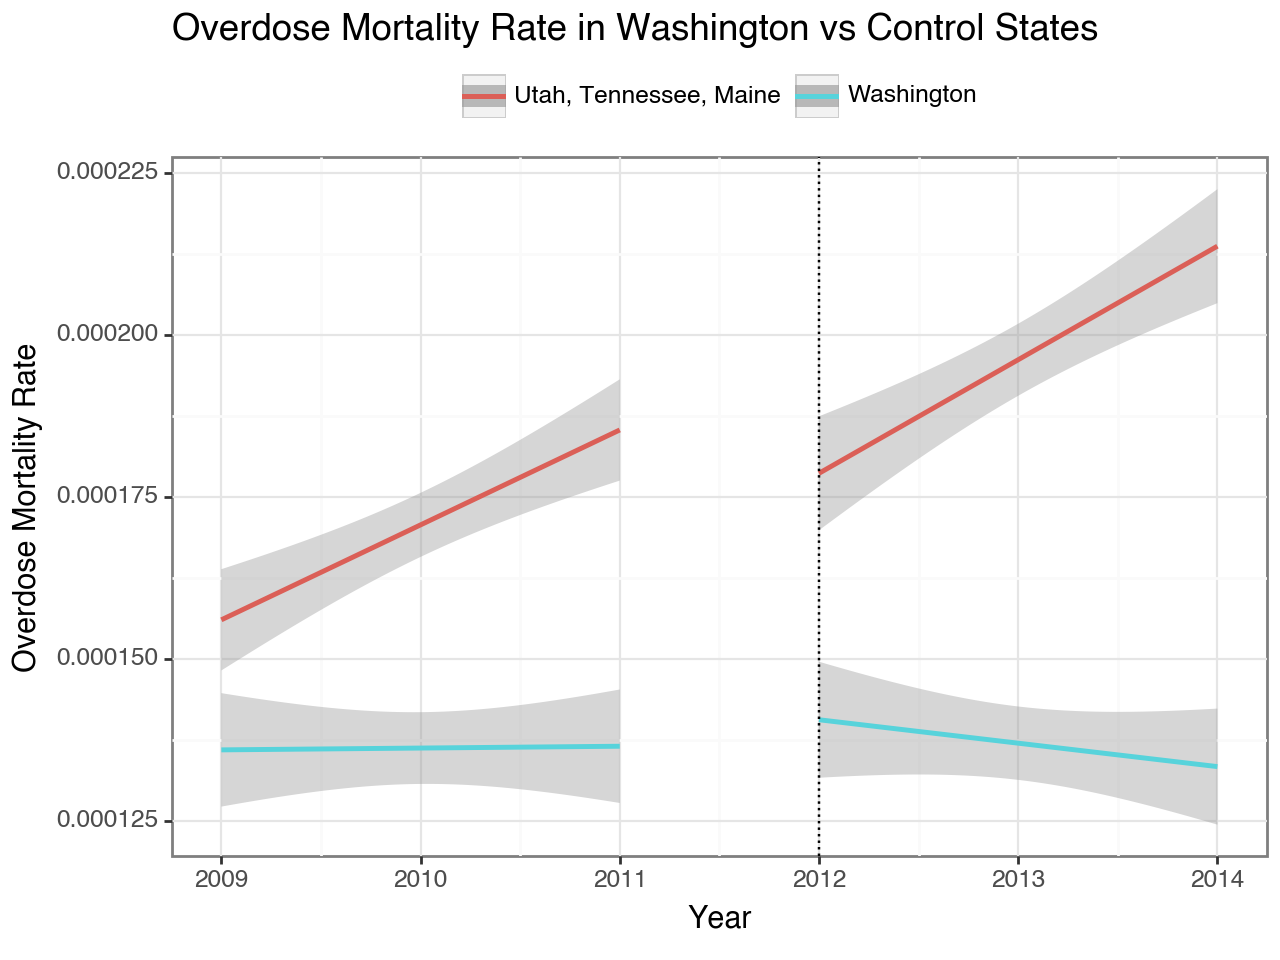 Overdose Mortality Rate in Washington vs Control States
Utah, Tennessee, Maine Washington
Overdose Mortality Rate
0.000225
0.000200
0.000175
0.000150
0.000125
2009 2010 2011 2012 2013 2014
Year